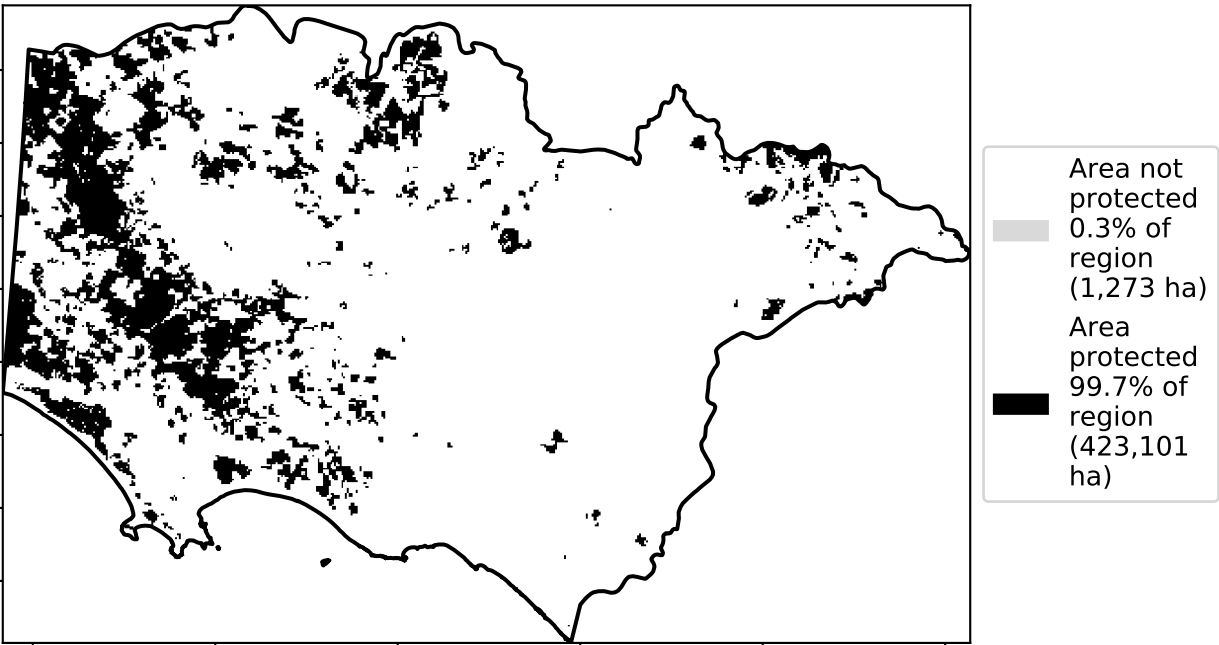 Area not
protected
0.3% of
region
(1,273 ha)
Area
protected
99.7% of
region
(423,101
ha)